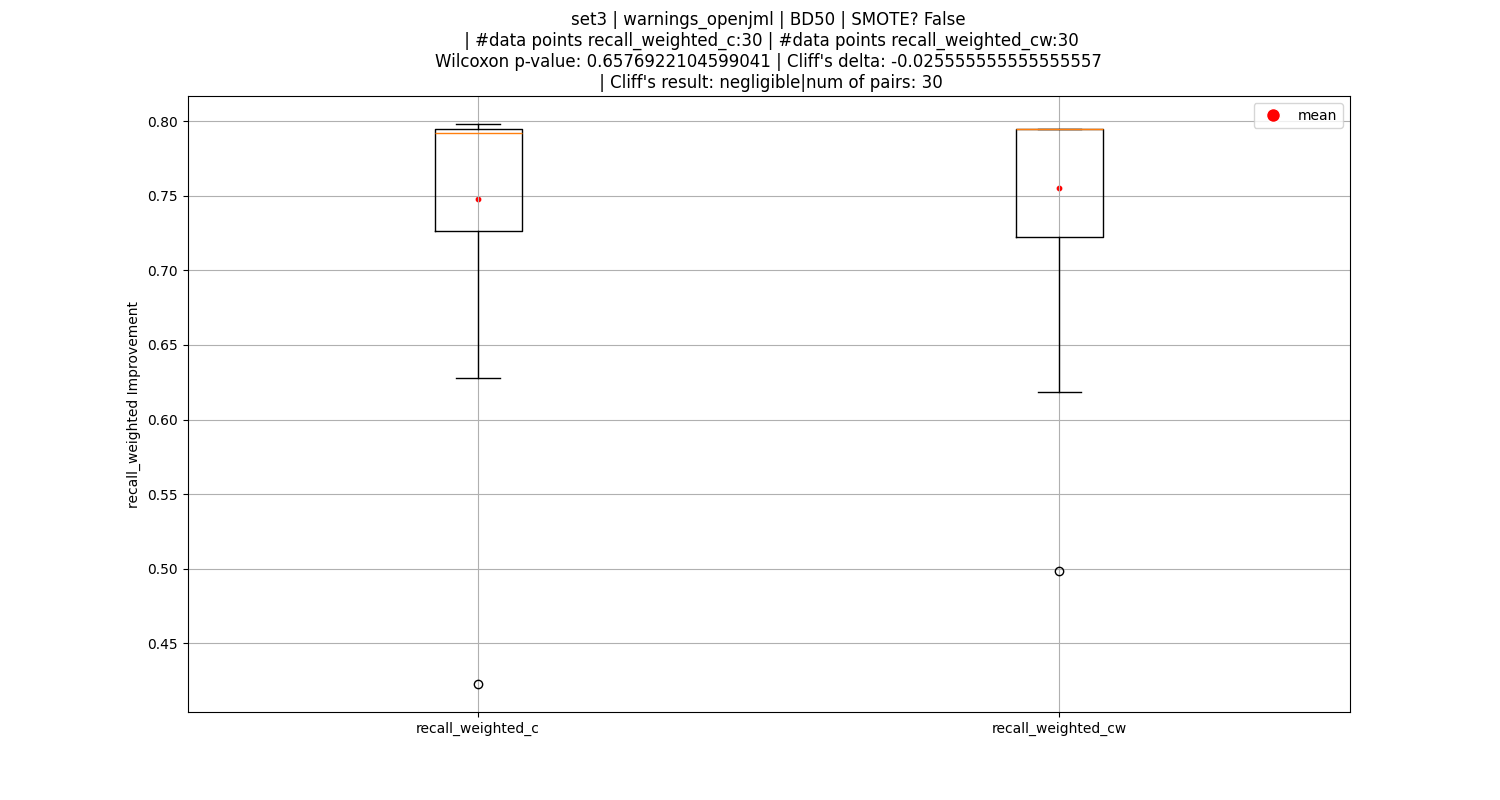 set3 | warnings_openjml | BD50 | SMOTE? False
| #data points recall_weighted_c:30 | #data points recall_weighted_cw:30
Wilcoxon p-value: 0.6576922104599041 | Cliff's delta: -0.025555555555555557
| Cliff's result: negligible|num of pairs: 30
mean
0.80
0.75
0.70
0.65
0.60
0.55
0.50
0.45
recall_weighted Improvement
recall_weighted_c
recall_weighted_cw